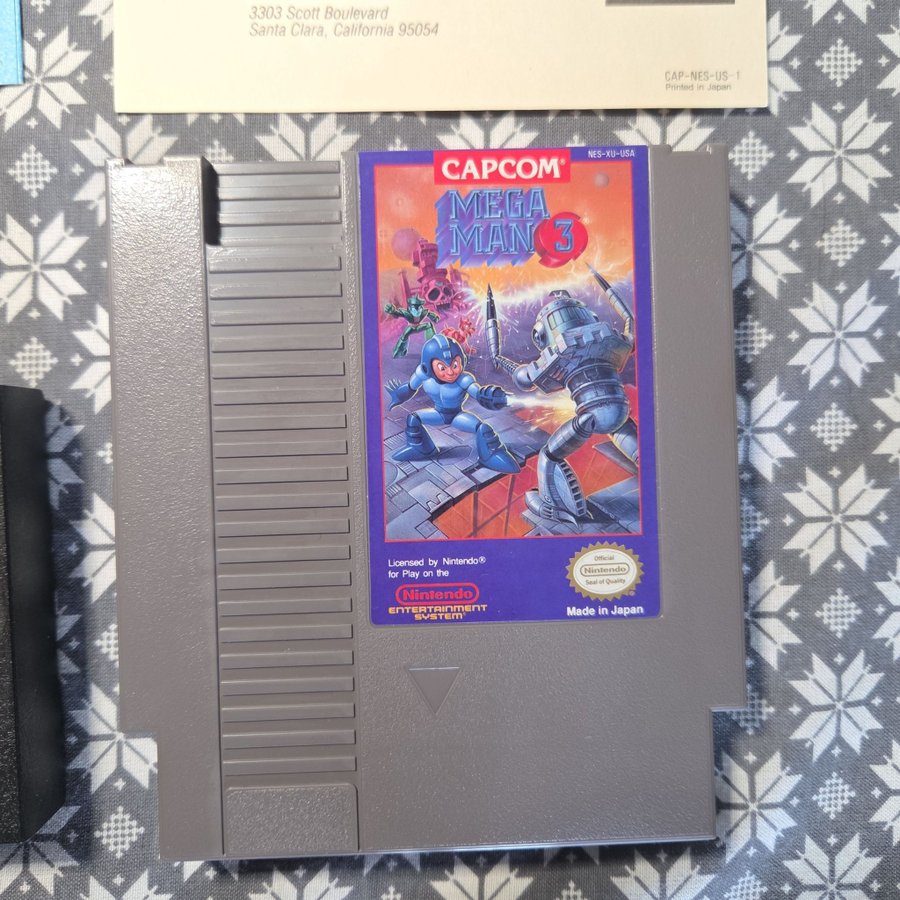 3303 Scott Boulevard
Santa Clara, California 95054
CAP-NES-US-1
Printed in Japan
CAPCOM®
NES-XU-USA
MEGA
MAN 3
Licensed by Nintendo®
for Play on the
Nintendo
ENTERTAINMENT
SYSTEM®
Official
Nintendo
Seal of Quality
Made in Japan